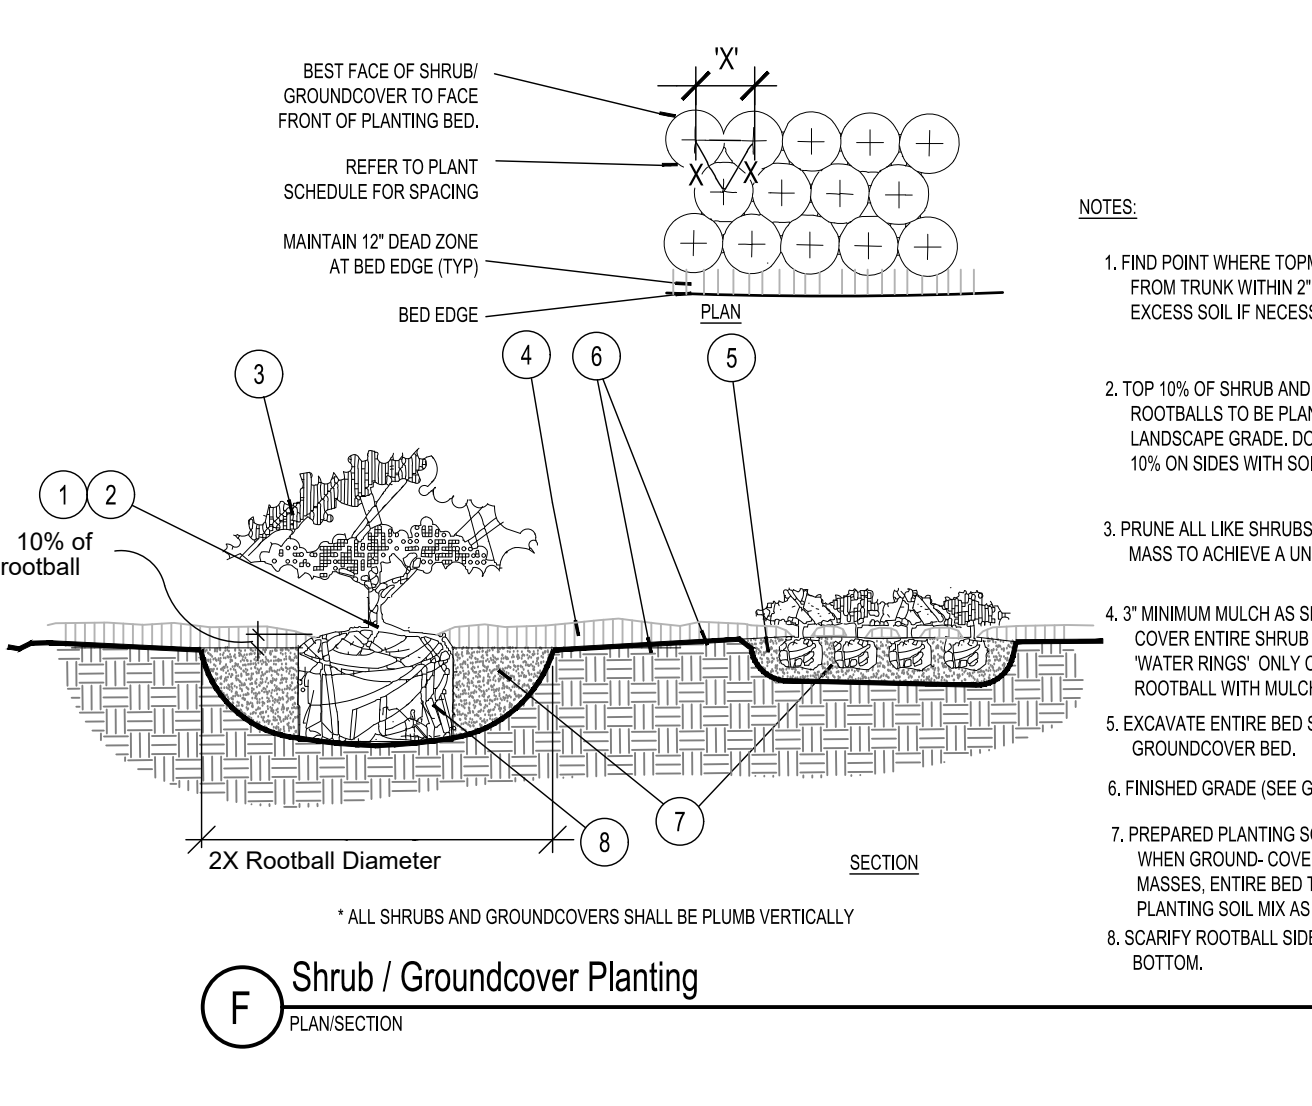 'X'
BEST FACE OF SHRUB/
GROUNDCOVER TO FACE
FRONT OF PLANTING BED.
REFER TO PLANT
SCHEDULE FOR SPACING
X X
MAINTAIN 12" DEAD ZONE
AT BED EDGE (TYP)
BED EDGE
PLAN
3
4
6
5
1
2
10% of
rootball
7
8
2X Rootball Diameter
SECTION
* ALL SHRUBS AND GROUNDCOVERS SHALL BE PLUMB VERTICALLY
F
Shrub / Groundcover Planting
PLAN/SECTION
NOTES:
1. FIND POINT WHERE TOPM
FROM TRUNK WITHIN 2"
EXCESS SOIL IF NECESS
2. TOP 10% OF SHRUB AND
ROOTBALLS TO BE PLAN
LANDSCAPE GRADE. DO
10% ON SIDES WITH SOI
3. PRUNE ALL LIKE SHRUBS
MASS TO ACHIEVE A UN
4. 3" MINIMUM MULCH AS S
COVER ENTIRE SHRUB
'WATER RINGS' ONLY O
ROOTBALL WITH MULCH
5. EXCAVATE ENTIRE BED S
GROUNDCOVER BED.
6. FINISHED GRADE (SEE G
7. PREPARED PLANTING SO
WHEN GROUND- COVE
MASSES, ENTIRE BED T
PLANTING SOIL MIX AS
8. SCARIFY ROOTBALL SIDE
BOTTOM.